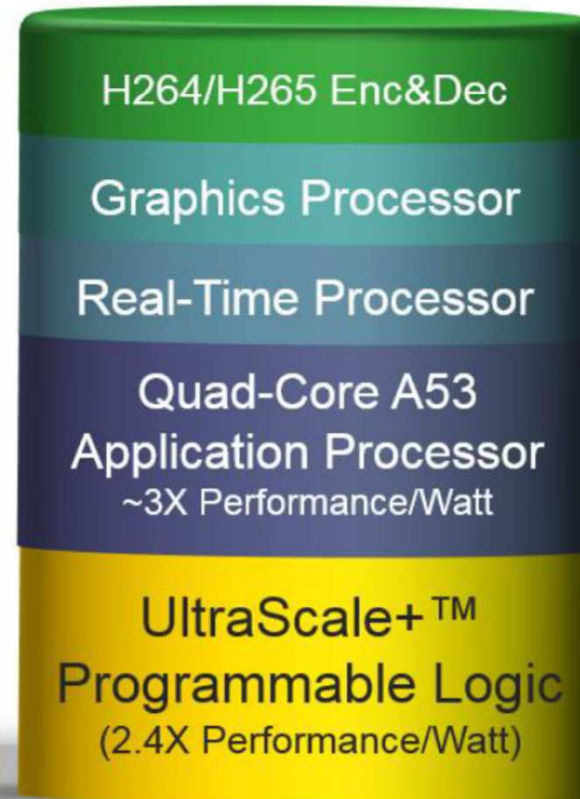 H264/H265 Enc&Dec
Graphics Processor
Real-Time Processor
Quad-Core A53
Application Processor
~3X Performance/Watt
UltraScale+™
Programmable Logic
(2.4X Performance/Watt)